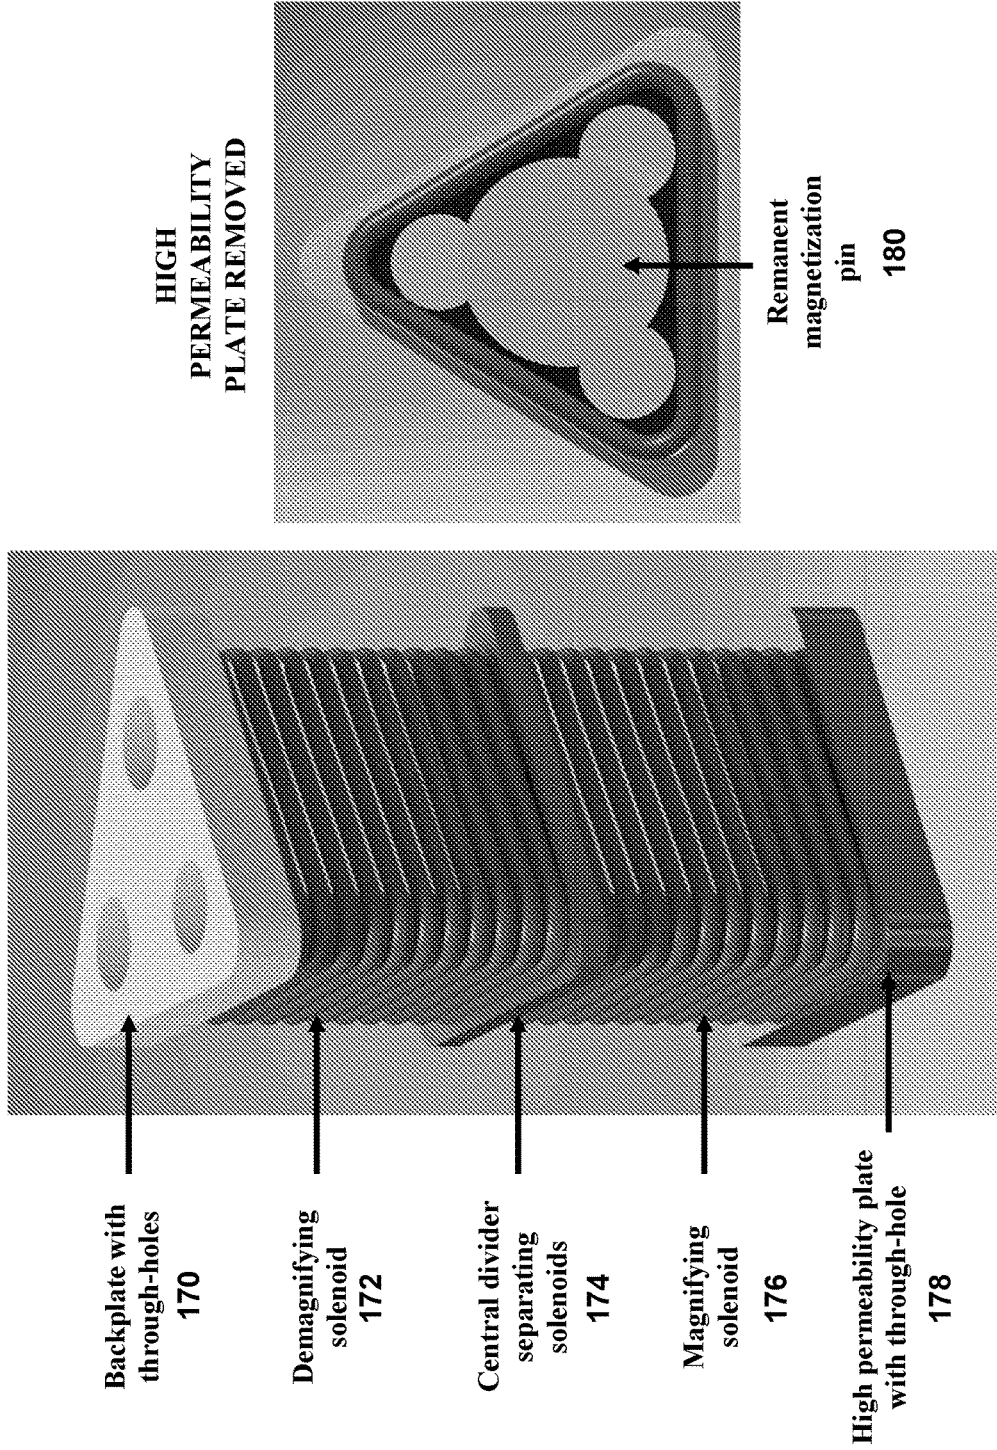 Backplate with
through-holes
170
Demagnifying
solenoid
172
Central divider
separating
solenoids
174
Magnifying
solenoid
176
High permeability plate
with through-hole
178
HIGH
PERMEABILITY
PLATE REMOVED
Remanent
magnetization
pin
180